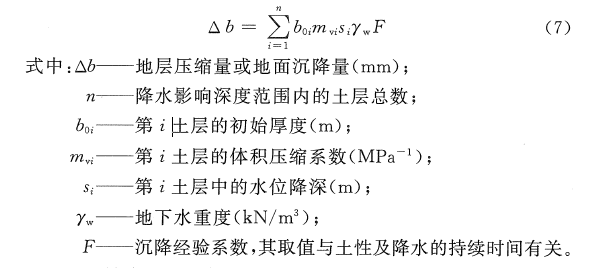 Δb = \sum_{i=1}^{n} b_{0i} m_{vi} s_i γ_w F (7)
式中:Δb——地层压缩量或地面沉降量(mm);
n——降水影响深度范围内的土层总数;
b_{0i}——第 i 土层的初始厚度(m);
m_{vi}——第 i 土层的体积压缩系数(MPa^{-1});
s_i——第 i 土层中的水位降深(m);
γ_w——地下水重度(kN/m³);
F——沉降经验系数,其取值与土性及降水的持续时间有关。